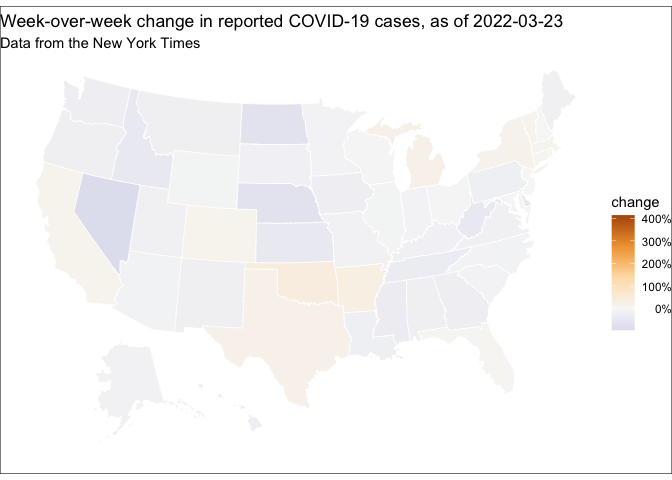 Week-over-week change in reported COVID-19 cases, as of 2022-03-23
Data from the New York Times
change
400%
300%
200%
100%
0%